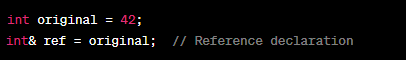 int original = 42;
int& ref = original;  // Reference declaration